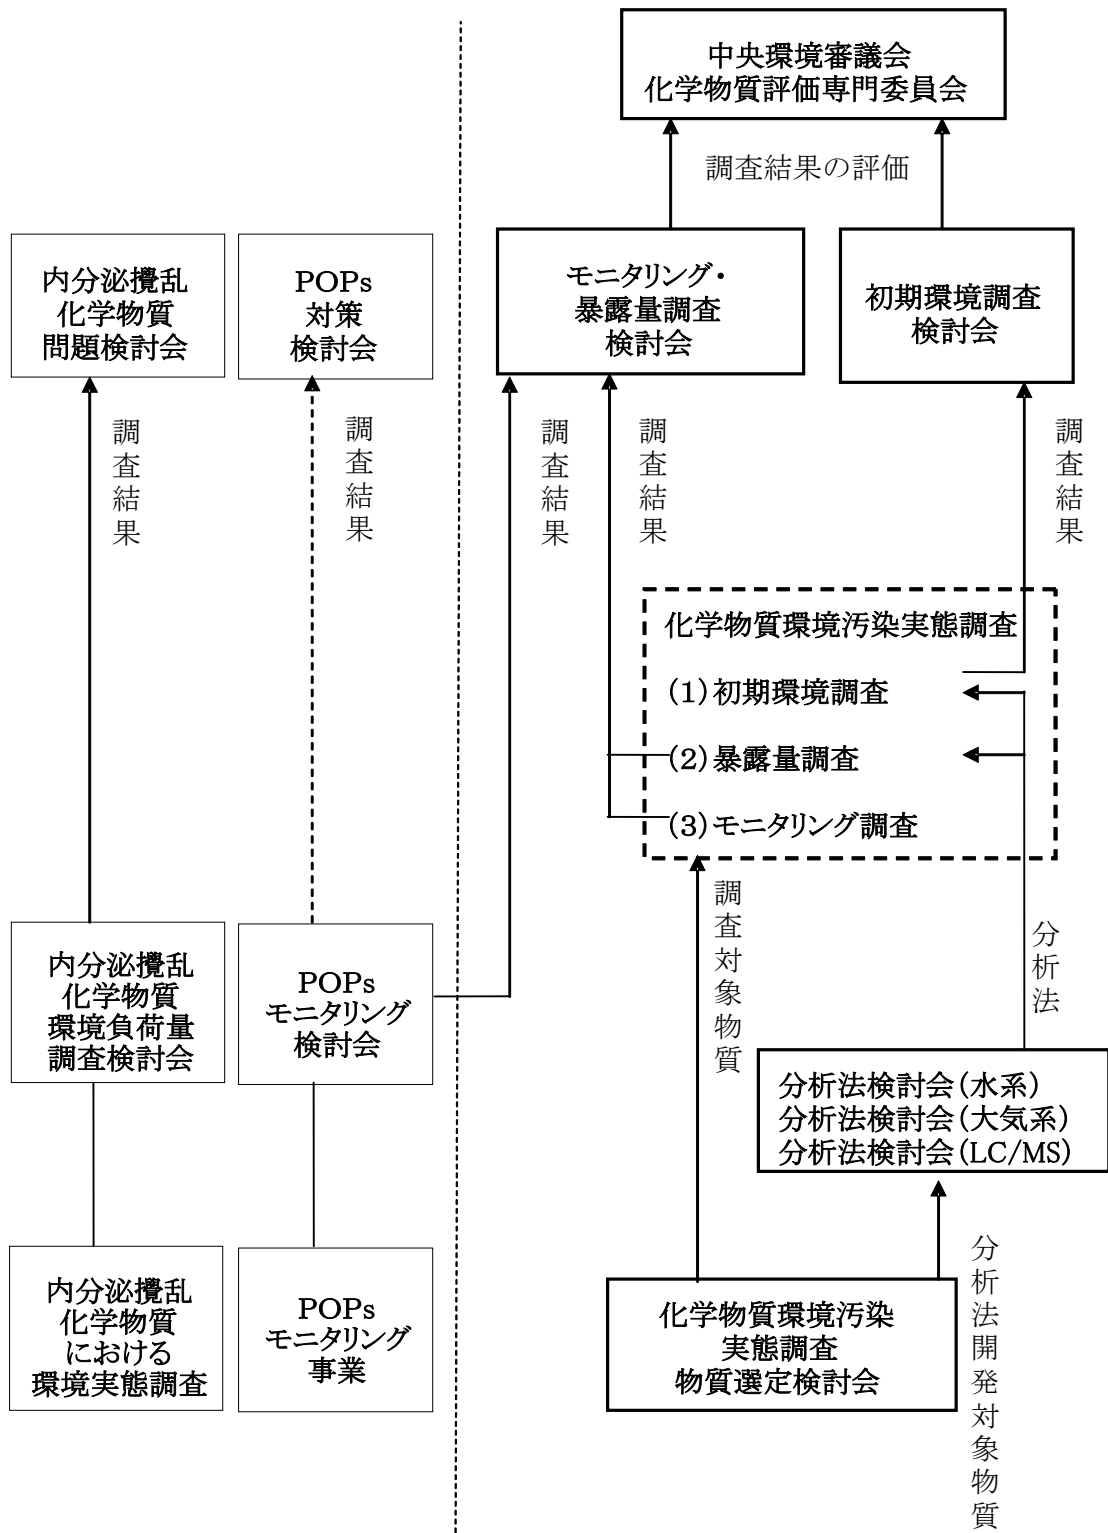 中央環境審議会
化学物質評価専門委員会
調査結果の評価
内分泌攪乱
化学物質
問題検討会
POPs
対策
検討会
モニタリング・
暴露量調査
検討会
初期環境調査
検討会
調査結果
調査結果
調査結果
調査結果
調査結果
化学物質環境汚染実態調査
(1)初期環境調査
(2)暴露量調査
(3)モニタリング調査
調査対象物質
分析法
内分泌攪乱
化学物質
環境負荷量
調査検討会
POPs
モニタリング
検討会
分析法検討会(水系)
分析法検討会(大気系)
分析法検討会(LC/MS)
分析法開発対象物質
内分泌攪乱
化学物質
における
環境実態調査
POPs
モニタリング
事業
化学物質環境汚染
実態調査
物質選定検討会